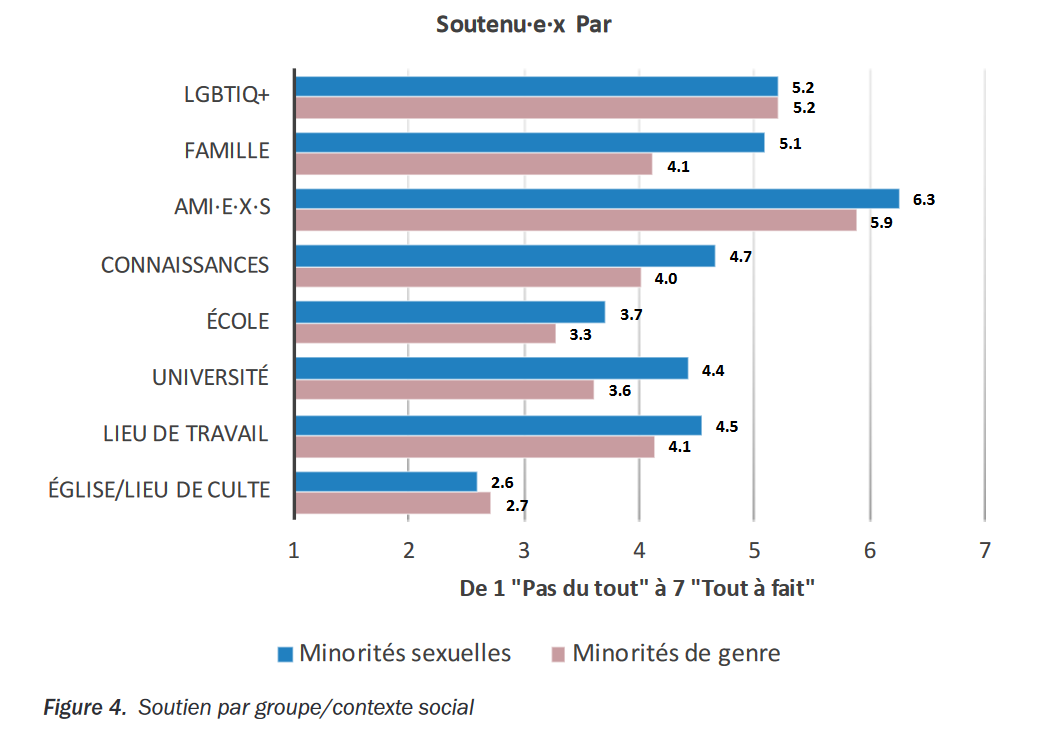 Soutenu·e·x Par
LGBTIQ+
5.2
5.2
FAMILLE
5.1
4.1
AMI·E·X·S
6.3
5.9
CONNAISSANCES
4.7
4.0
ÉCOLE
3.7
3.3
UNIVERSITÉ
4.4
3.6
LIEU DE TRAVAIL
4.5
4.1
ÉGLISE/LIEU DE CULTE
2.6
2.7
1 2 3 4 5 6 7
De 1 "Pas du tout" à 7 "Tout à fait"
Minorités sexuelles Minorités de genre
Figure 4. Soutien par groupe/contexte social